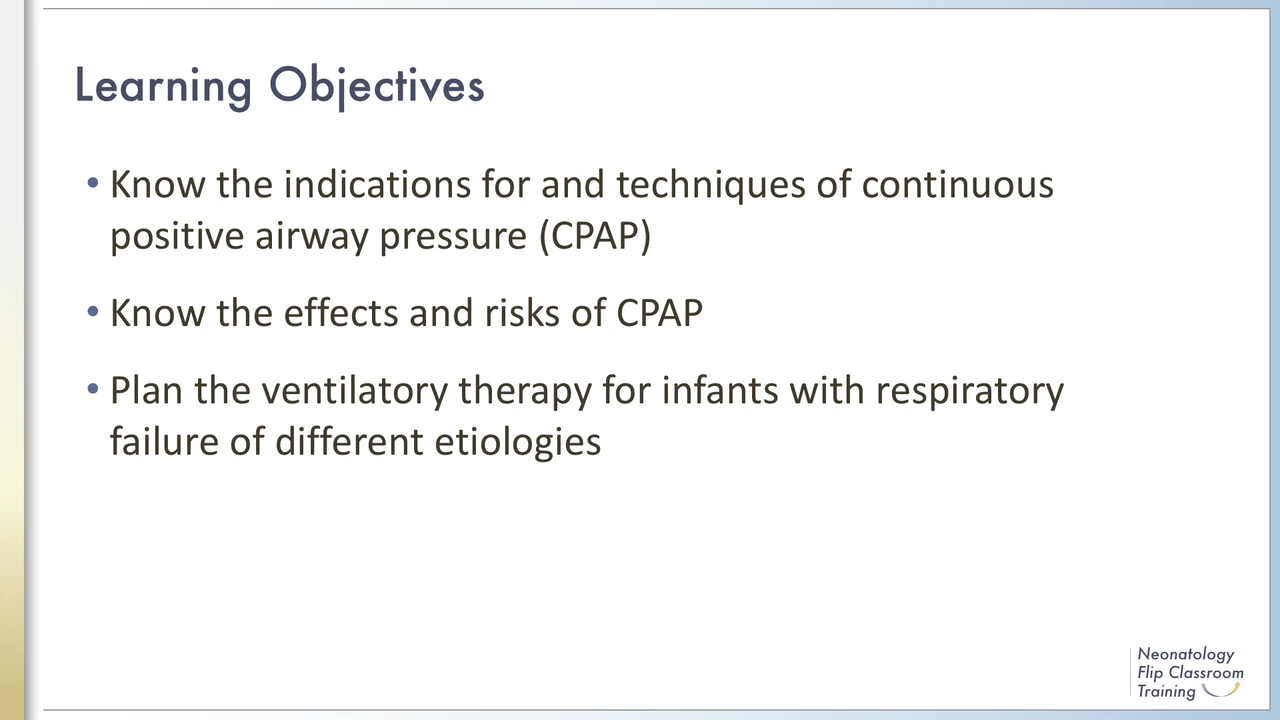 Learning Objectives
• Know the indications for and techniques of continuous
positive airway pressure (CPAP)
• Know the effects and risks of CPAP
• Plan the ventilatory therapy for infants with respiratory
failure of different etiologies
Neonatology
Flip Classroom
Training